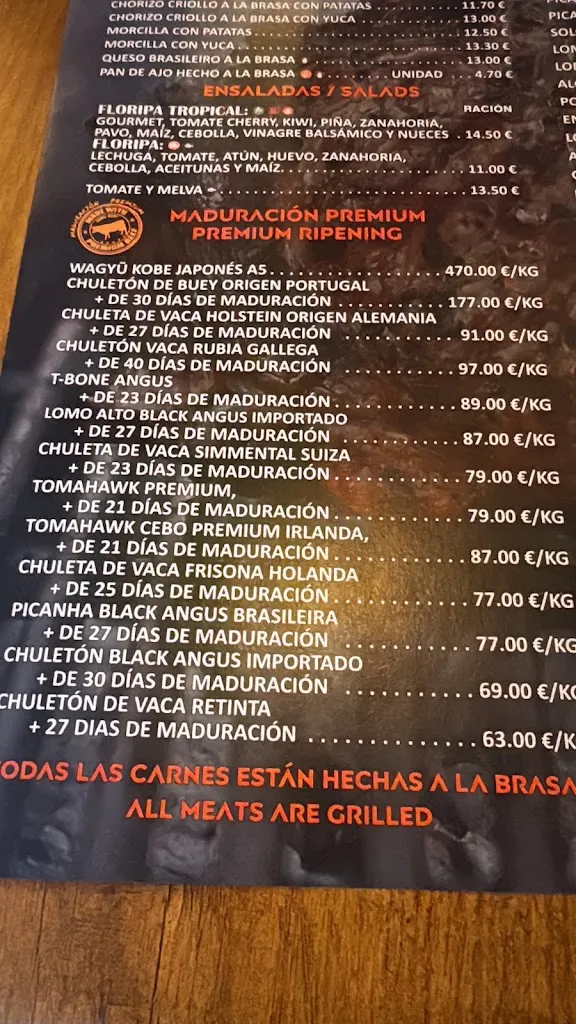 CHORIZO CRIOLLO A LA BRASA CON PATATAS 11.70 €
CHORIZO CRIOLLO A LA BRASA CON YUCA 13.00 €
MORCILLA CON PATATAS 12.50 €
MORCILLA CON YUCA 13.30 €
QUESO BRASILEIRO A LA BRASA 13.00 €
PAN DE AJO HECHO A LA BRASA UNIDAD 4.70 €
ENSALADAS / SALADS
FLORIPA TROPICAL: RACIÓN
GOURMET, TOMATE CHERRY, KIWI, PIÑA, ZANAHORIA,
PAVO, MAÍZ, CEBOLLA, VINAGRE BALSÁMICO Y NUECES . 14.50 €
FLORIPA:
LECHUGA, TOMATE, ATÚN, HUEVO, ZANAHORIA,
CEBOLLA, ACEITUNAS Y MAÍZ 11.00 €
TOMATE Y MELVA 13.50 €
MADURACIÓN PREMIUM
PREMIUM RIPENING
WAGYŪ KOBE JAPONÉS A5 470.00 €/KG
CHULETÓN DE BUEY ORIGEN PORTUGAL
+ DE 30 DÍAS DE MADURACIÓN 177.00 €/KG
CHULETA DE VACA HOLSTEIN ORIGEN ALEMANIA
+ DE 27 DÍAS DE MADURACIÓN 91.00 €/KG
CHULETÓN VACA RUBIA GALLEGA
+ DE 40 DÍAS DE MADURACIÓN 97.00 €/KG
T-BONE ANGUS
+ DE 23 DÍAS DE MADURACIÓN 89.00 €/KG
LOMO ALTO BLACK ANGUS IMPORTADO
+ DE 27 DÍAS DE MADURACIÓN 87.00 €/KG
CHULETA DE VACA SIMMENTAL SUIZA
+ DE 23 DÍAS DE MADURACIÓN 79.00 €/KG
TOMAHAWK PREMIUM,
+ DE 21 DÍAS DE MADURACIÓN 79.00 €/KG
TOMAHAWK CEBO PREMIUM IRLANDA,
+ DE 21 DÍAS DE MADURACIÓN 87.00 €/KG
CHULETA DE VACA FRISONA HOLANDA
+ DE 25 DÍAS DE MADURACIÓN 77.00 €/KG
PICANHA BLACK ANGUS BRASILEIRA
+ DE 27 DÍAS DE MADURACIÓN 77.00 €/KG
CHULETÓN BLACK ANGUS IMPORTADO
+ DE 30 DÍAS DE MADURACIÓN 69.00 €/K
CHULETÓN DE VACA RETINTA
+ 27 DIAS DE MADURACIÓN 63.00 €/K
ODAS LAS CARNES ESTÁN HECHAS A LA BRASA
ALL MEATS ARE GRILLED